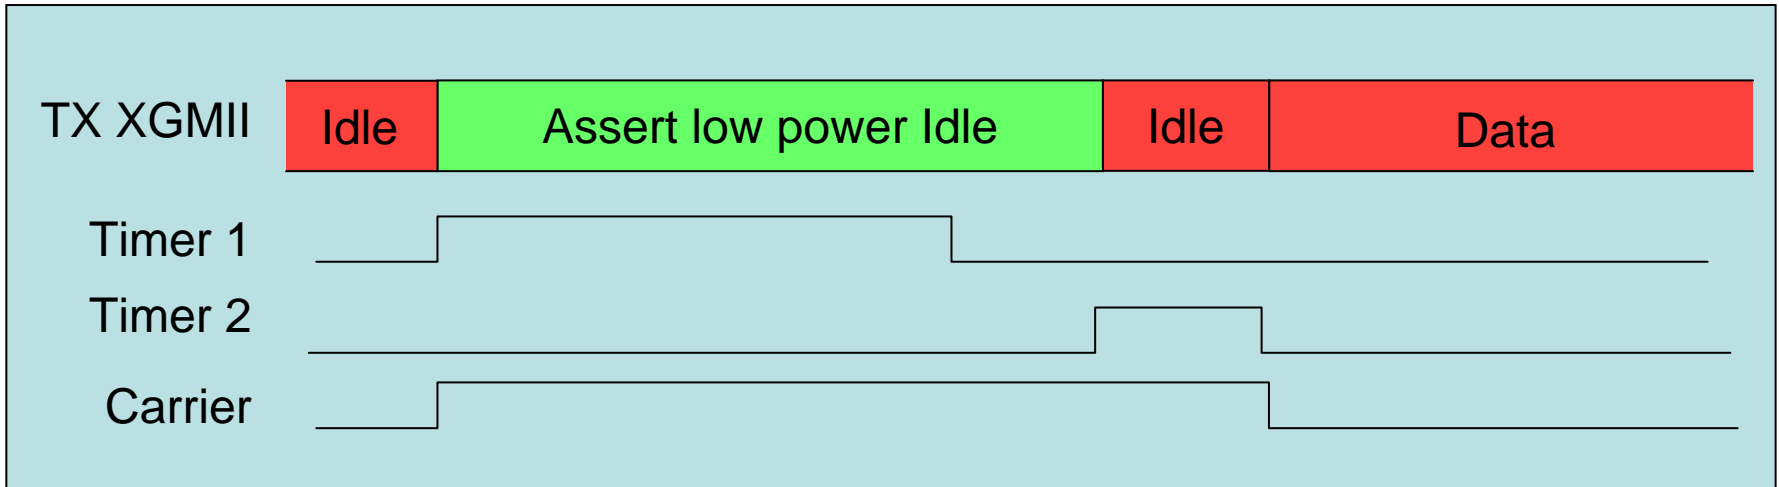 TX XGMII Idle Assert low power Idle Idle Data
Timer 1
Timer 2
Carrier